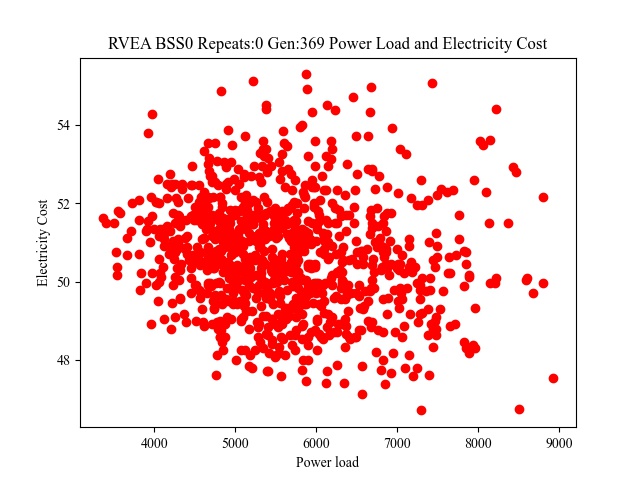 RVEA BSS0 Repeats:0 Gen:369 Power Load and Electricity Cost
Electricity Cost
54
52
50
48
4000 5000 6000 7000 8000 9000
Power load